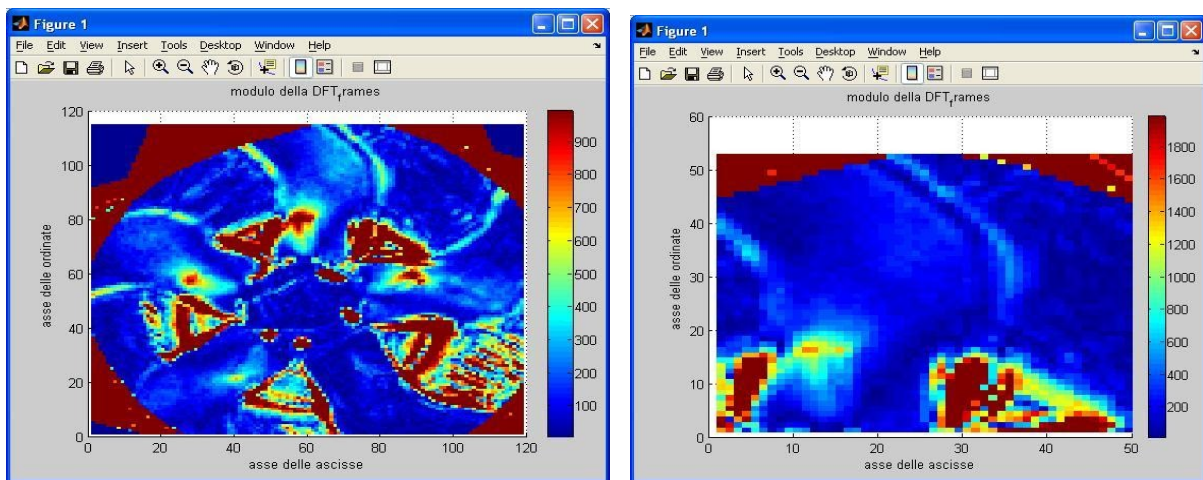 Figure 1
File Edit View Insert Tools Desktop Window Help
modulo della DFT_frames
120
100
80
60
40
20
0
0 20 40 60 80 100 120
asse delle ordinate
asse delle ascisse
900
800
700
600
500
400
300
200
100
Figure 1
File Edit View Insert Tools Desktop Window Help
modulo della DFT_frames
60
50
40
30
20
10
0
0 10 20 30 40 50
asse delle ordinate
asse delle ascisse
1800
1600
1400
1200
1000
800
600
400
200